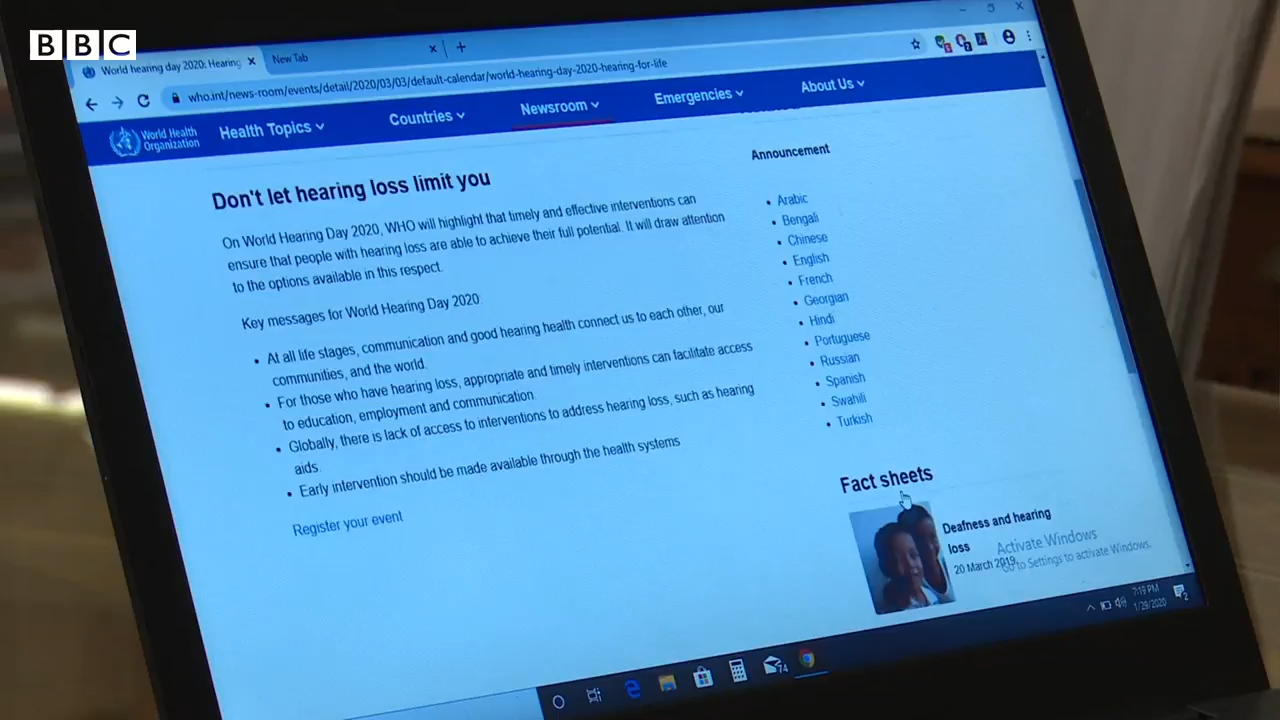 BBC
World hearing day 2020: Hearing
New Tab
who.int/news-room/events/detail/2020/03/03/default-calendar/world-hearing-day-2020-hearing-for-life
World Health
Organization
Health Topics
Countries
Newsroom
Emergencies
About Us
Don't let hearing loss limit you
On World Hearing Day 2020, WHO will highlight that timely and effective interventions can
ensure that people with hearing loss are able to achieve their full potential. It will draw attention
to the options available in this respect.
Key messages for World Hearing Day 2020:
At all life stages, communication and good hearing health connect us to each other, our
communities, and the world.
For those who have hearing loss, appropriate and timely interventions can facilitate access
to education, employment and communication.
Globally, there is lack of access to interventions to address hearing loss, such as hearing
aids.
Early intervention should be made available through the health systems
Register your event
Announcement
Arabic
Bengali
Chinese
English
French
Georgian
Hindi
Portuguese
Russian
Spanish
Swahili
Turkish
Fact sheets
Deafness and hearing
loss
20 March 2019
Activate Windows
Go to Settings to activate Windows.
74
7:19 PM
1/29/2020
2